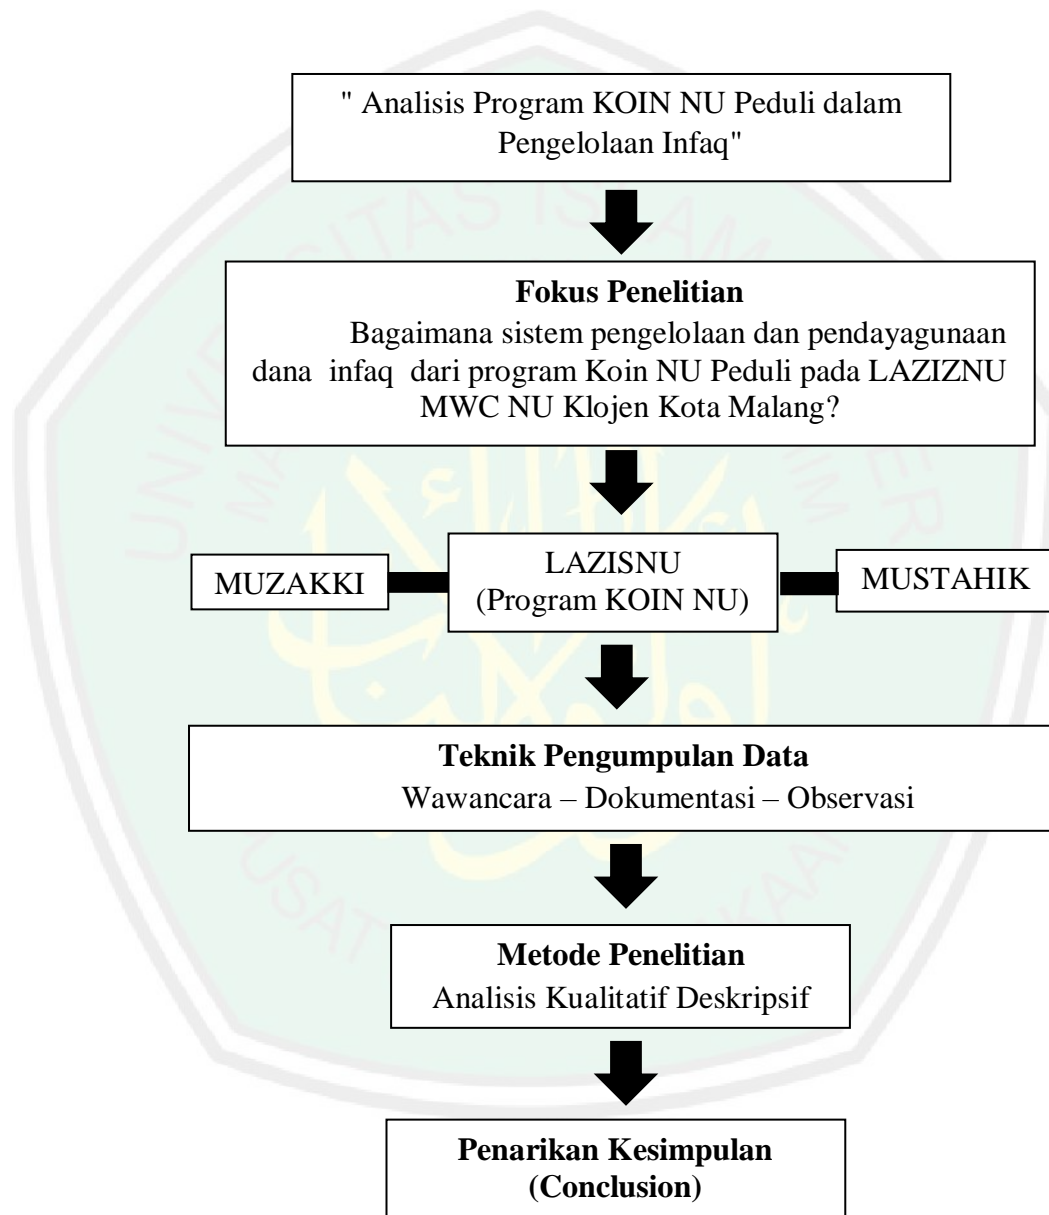 " Analisis Program KOIN NU Peduli dalam
Pengelolaan Infaq"
Fokus Penelitian
Bagaimana sistem pengelolaan dan pendayagunaan
dana infaq dari program Koin NU Peduli pada LAZIZNU
MWC NU Klojen Kota Malang?
MUZAKKI
LAZISNU
(Program KOIN NU)
MUSTAHIK
Teknik Pengumpulan Data
Wawancara – Dokumentasi – Observasi
Metode Penelitian
Analisis Kualitatif Deskripsif
Penarikan Kesimpulan
(Conclusion)